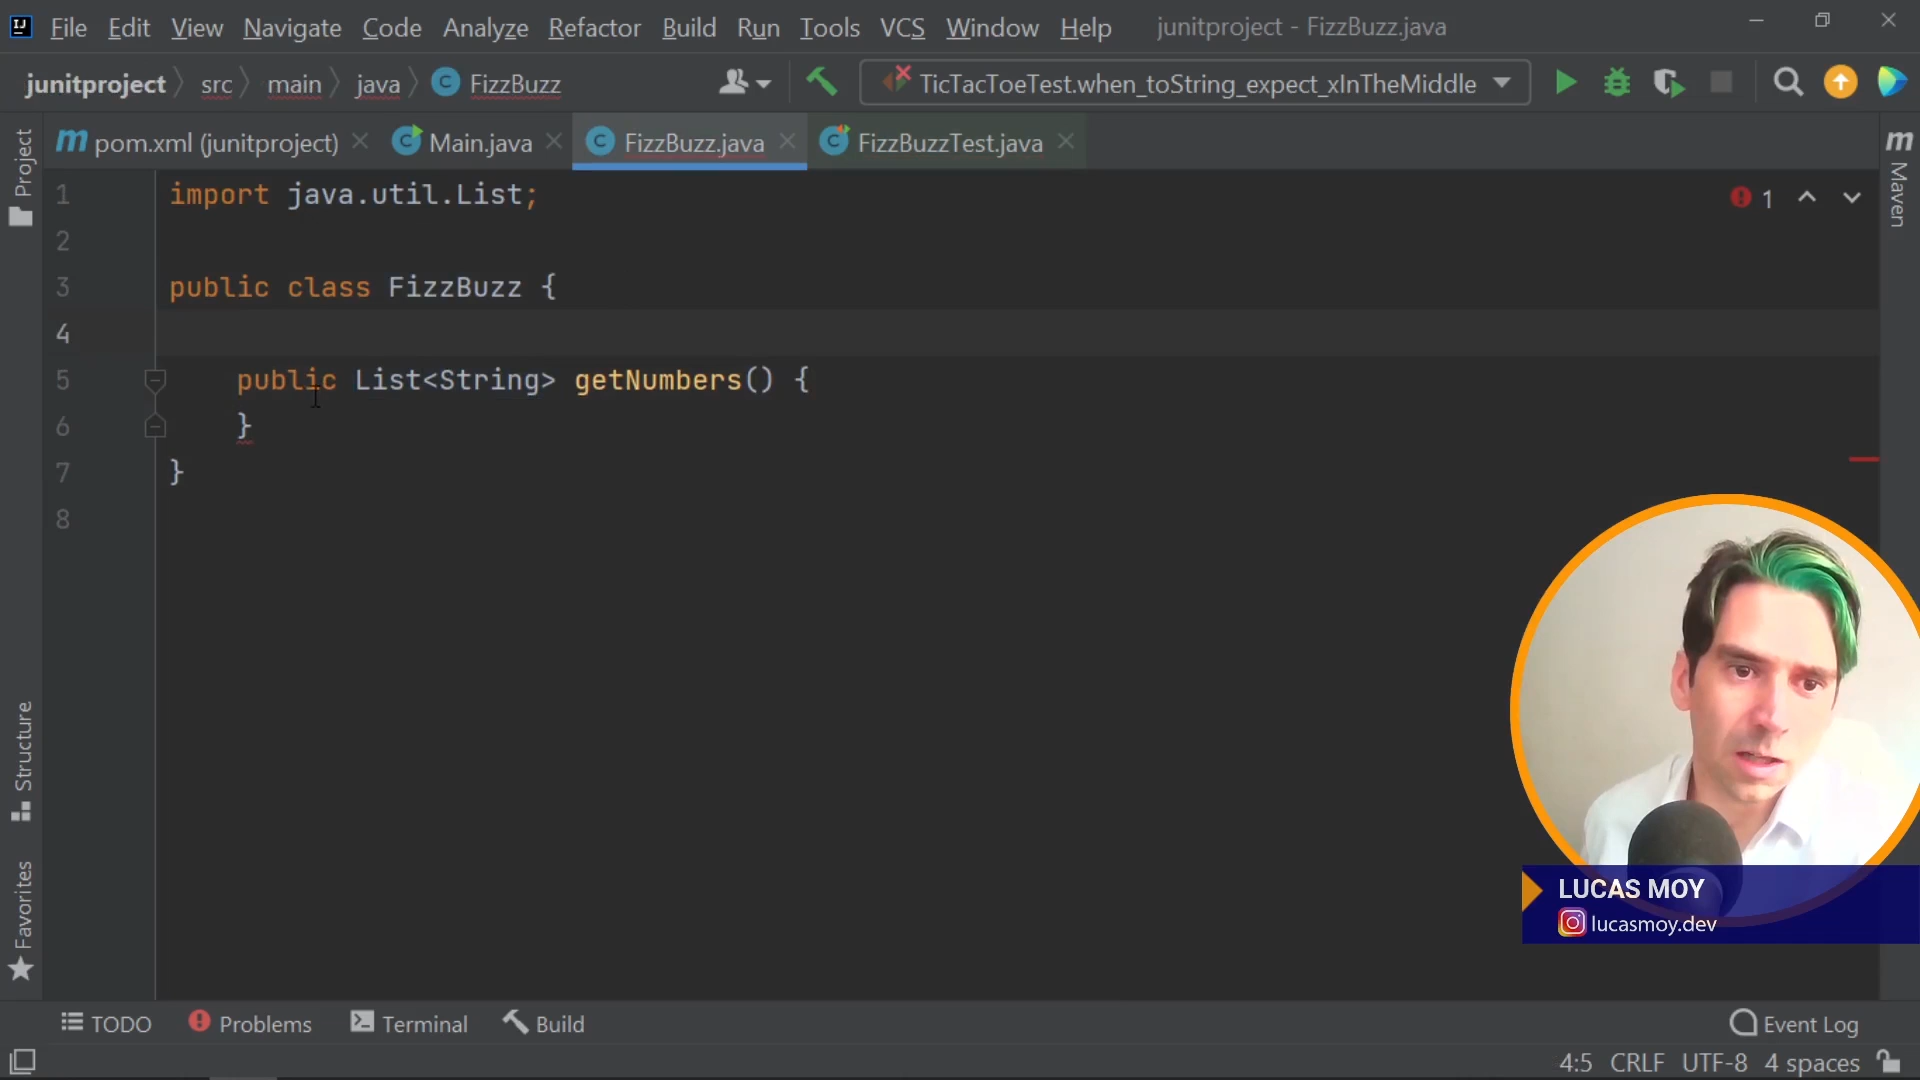 File Edit View Navigate Code Analyze Refactor Build Run Tools VCS Window Help junitproject - FizzBuzz.java
junitproject src main java FizzBuzz TicTacToeTest.when_toString_expect_xInTheMiddle
pom.xml (junitproject) Main.java FizzBuzz.java FizzBuzzTest.java
Project
Structure
Favorites
1 import java.util.List;
2
3 public class FizzBuzz {
4
5 public List<String> getNumbers() {
6 }
7 }
8
1
Maven
LUCAS MOY
lucasmoy.dev
TODO Problems Terminal Build Event Log
4:5 CRLF UTF-8 4 spaces